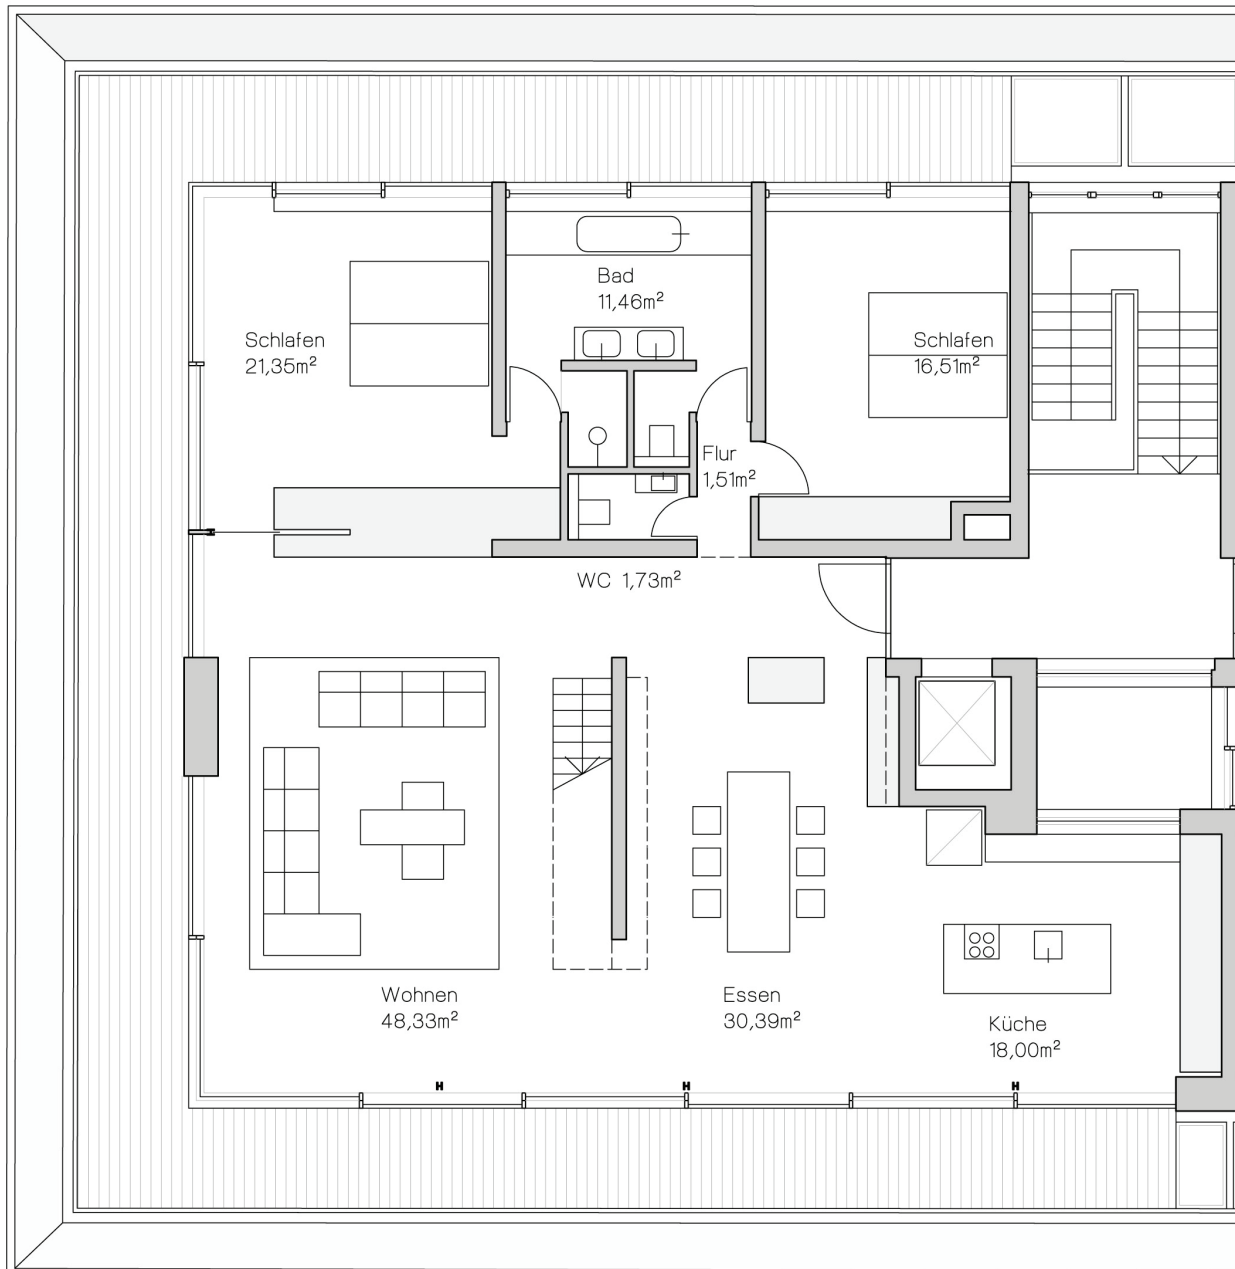 Bad
11,46m²
Schlafen
21,35m²
Schlafen
16,51m²
Flur
1,51m²
WC 1,73m²
Wohnen
48,33m²
Essen
30,39m²
Küche
18,00m²